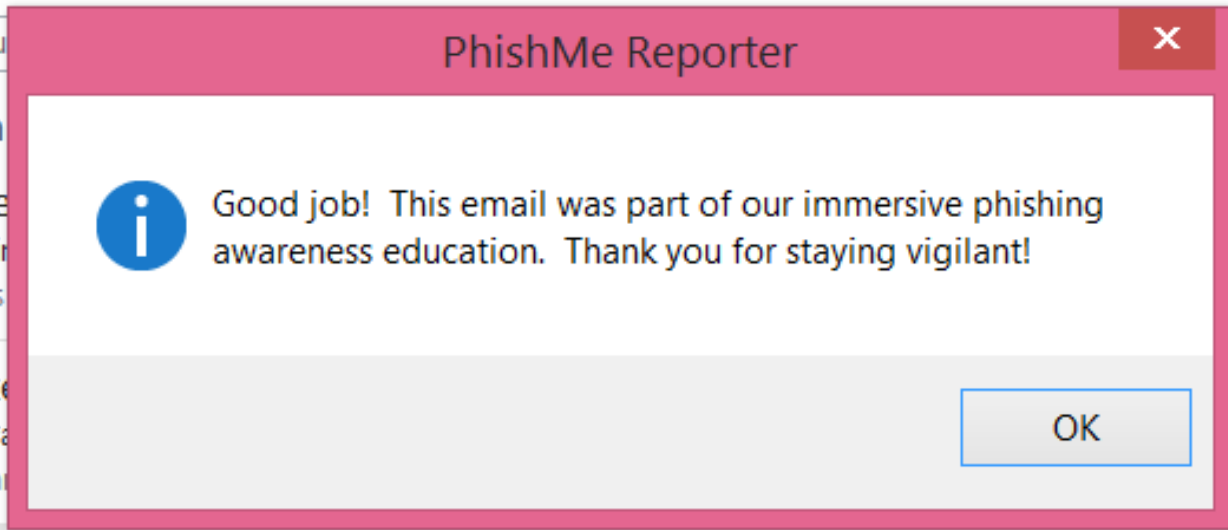 PhishMe Reporter
Good job!  This email was part of our immersive phishing
awareness education.  Thank you for staying vigilant!
OK